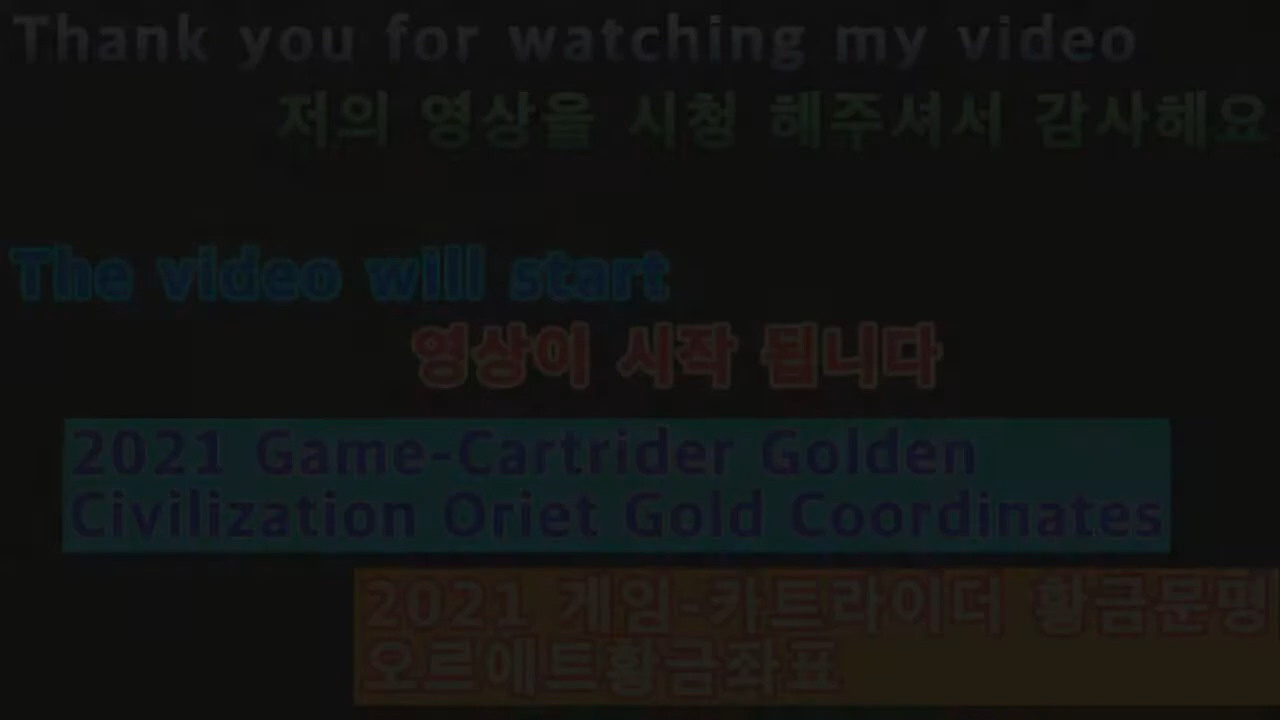 Thank you for watching my video
저의 영상을 시청 헤주셔서 감사헤요
The video will start
영상이 시작 됩니다
2021 Game-Cartrider Golden
Civilization Oriet Gold Coordinates
2021 게임-카트라이더 황금문명
오르에트황금좌표